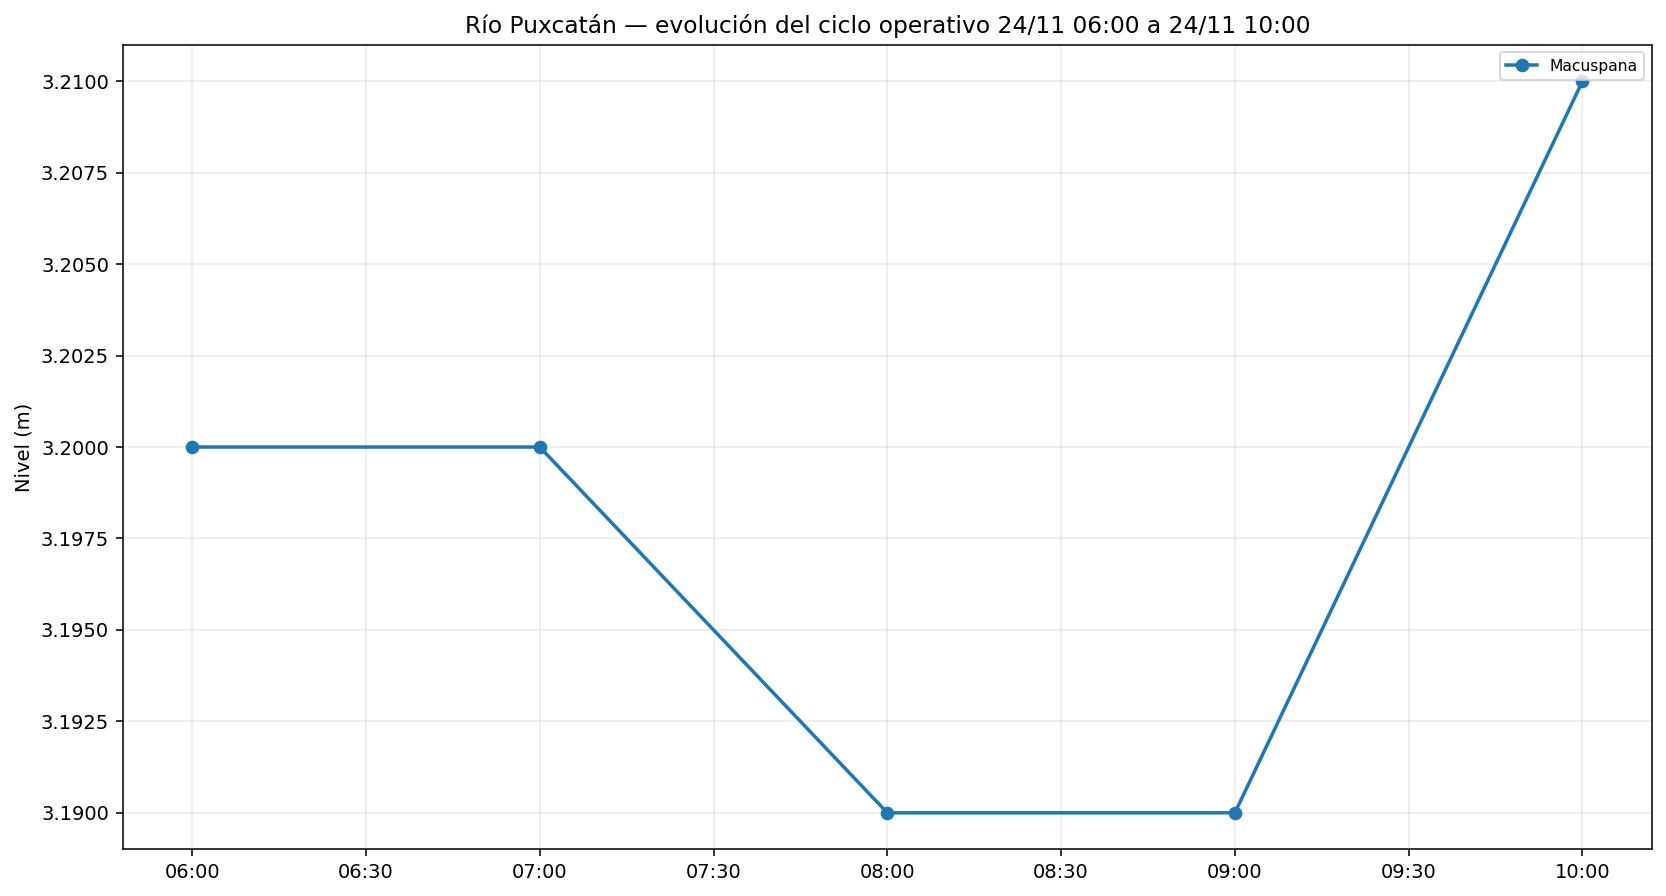 Río Puxcatán — evolución del ciclo operativo 24/11 06:00 a 24/11 10:00
Macuspana
Nivel (m)
3.2100
3.2075
3.2050
3.2025
3.2000
3.1975
3.1950
3.1925
3.1900
06:00 06:30 07:00 07:30 08:00 08:30 09:00 09:30 10:00